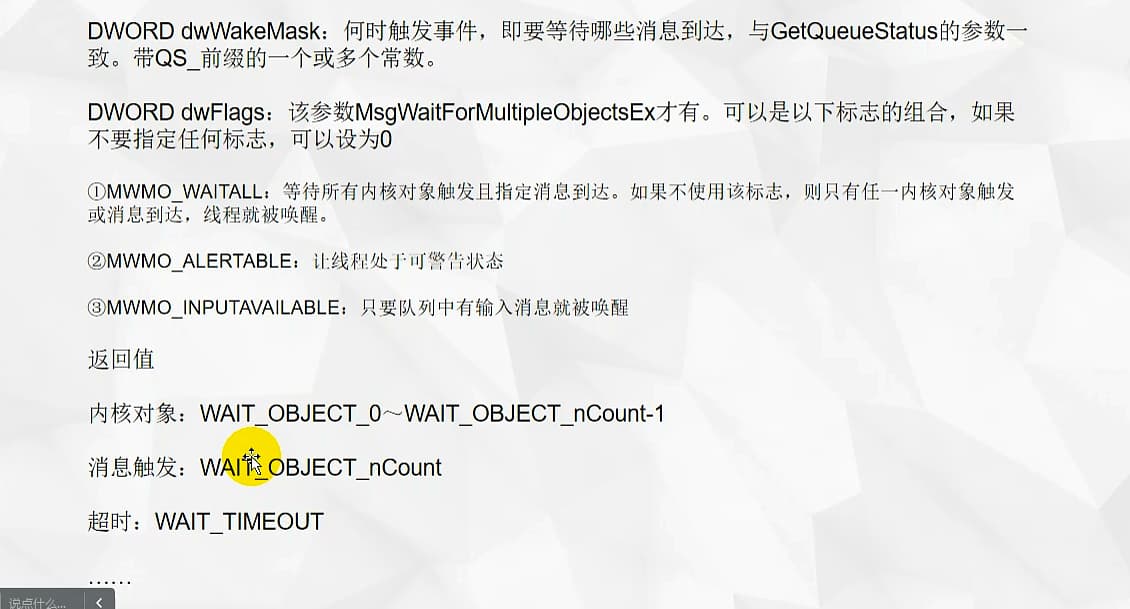 DWORD dwWakeMask：何时触发事件，即要等待哪些消息到达，与GetQueueStatus的参数一
致。带QS_前缀的一个或多个常数。
DWORD dwFlags：该参数MsgWaitForMultipleObjectsEx才有。可以是以下标志的组合，如果
不要指定任何标志，可以设为0
①MWMO_WAITALL：等待所有内核对象触发且指定消息到达。如果不使用该标志，则只有任一内核对象触发
或消息到达，线程就被唤醒。
②MWMO_ALERTABLE：让线程处于可警告状态
③MWMO_INPUTAVAILABLE：只要队列中有输入消息就被唤醒
返回值
内核对象：WAIT_OBJECT_0～WAIT_OBJECT_nCount-1
消息触发：WAIT_OBJECT_nCount
超时：WAIT_TIMEOUT
……
说点什么...